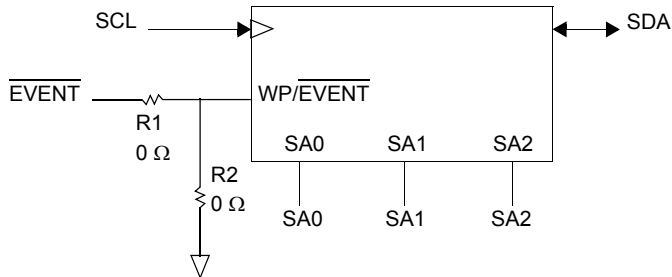 SCL
SDA
EVENT
WP/EVENT
R1
0 Ω
SA0 SA1 SA2
R2
0 Ω
SA0 SA1 SA2